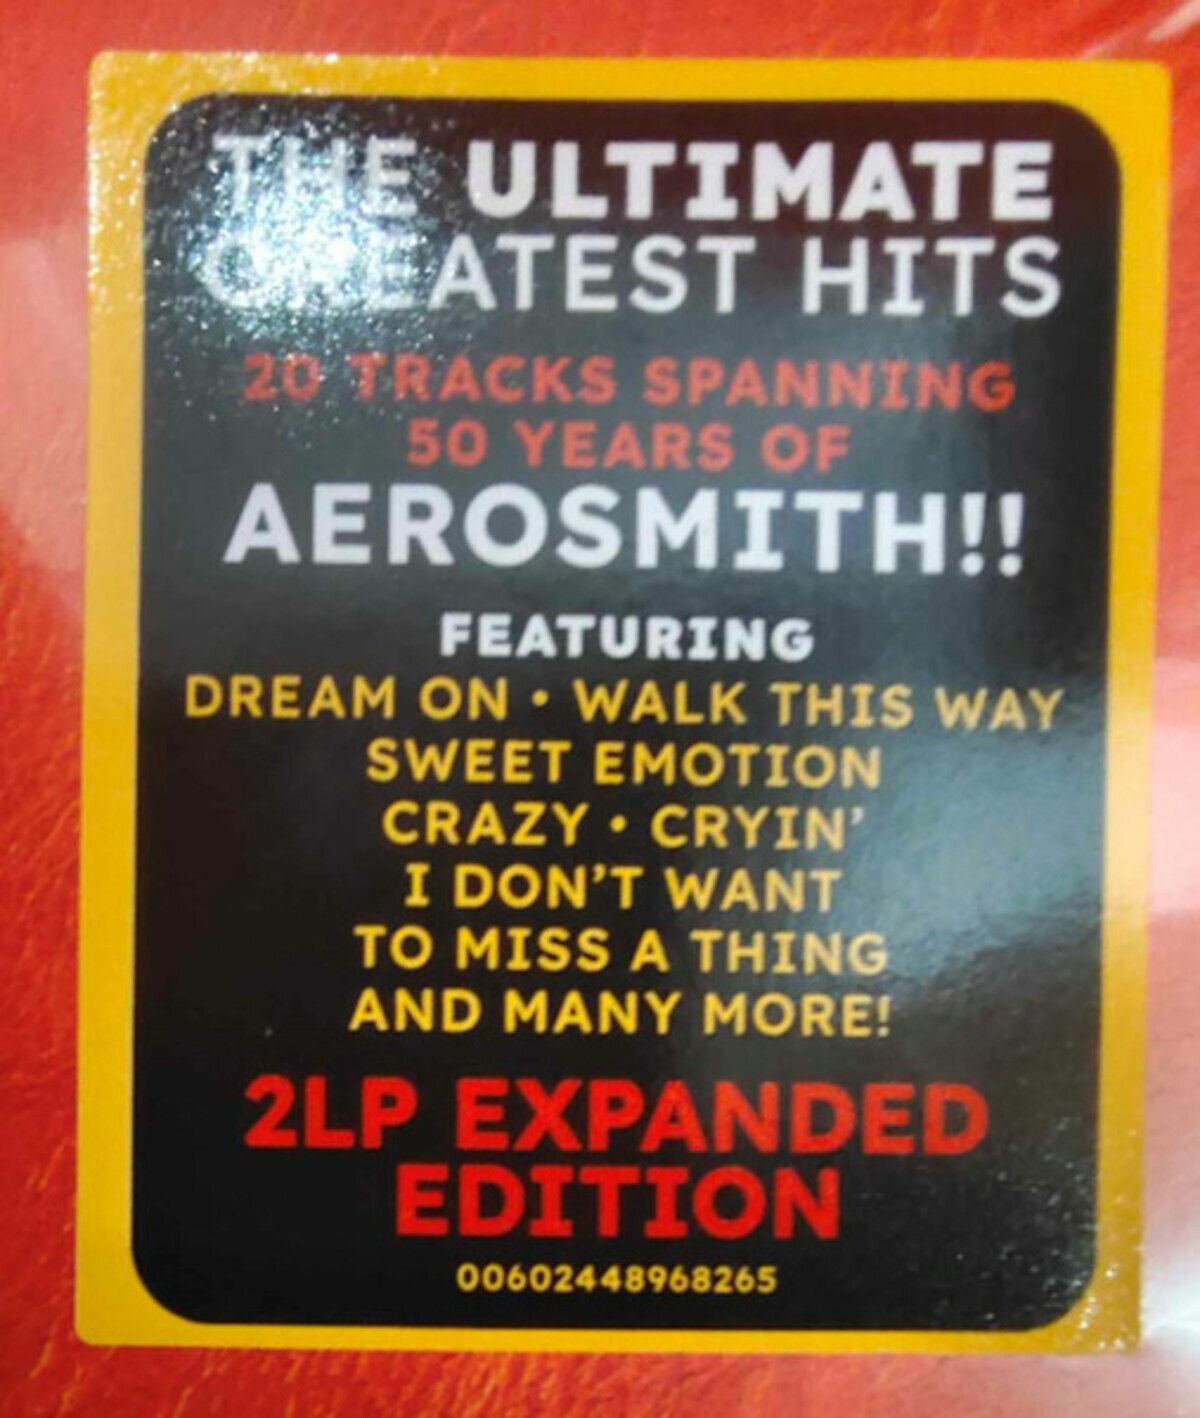 THE ULTIMATE
GREATEST HITS
20 TRACKS SPANNING
50 YEARS OF
AEROSMITH!!
FEATURING
DREAM ON • WALK THIS WAY
SWEET EMOTION
CRAZY • CRYIN’
I DON’T WANT
TO MISS A THING
AND MANY MORE!
2LP EXPANDED
EDITION
00602448968265